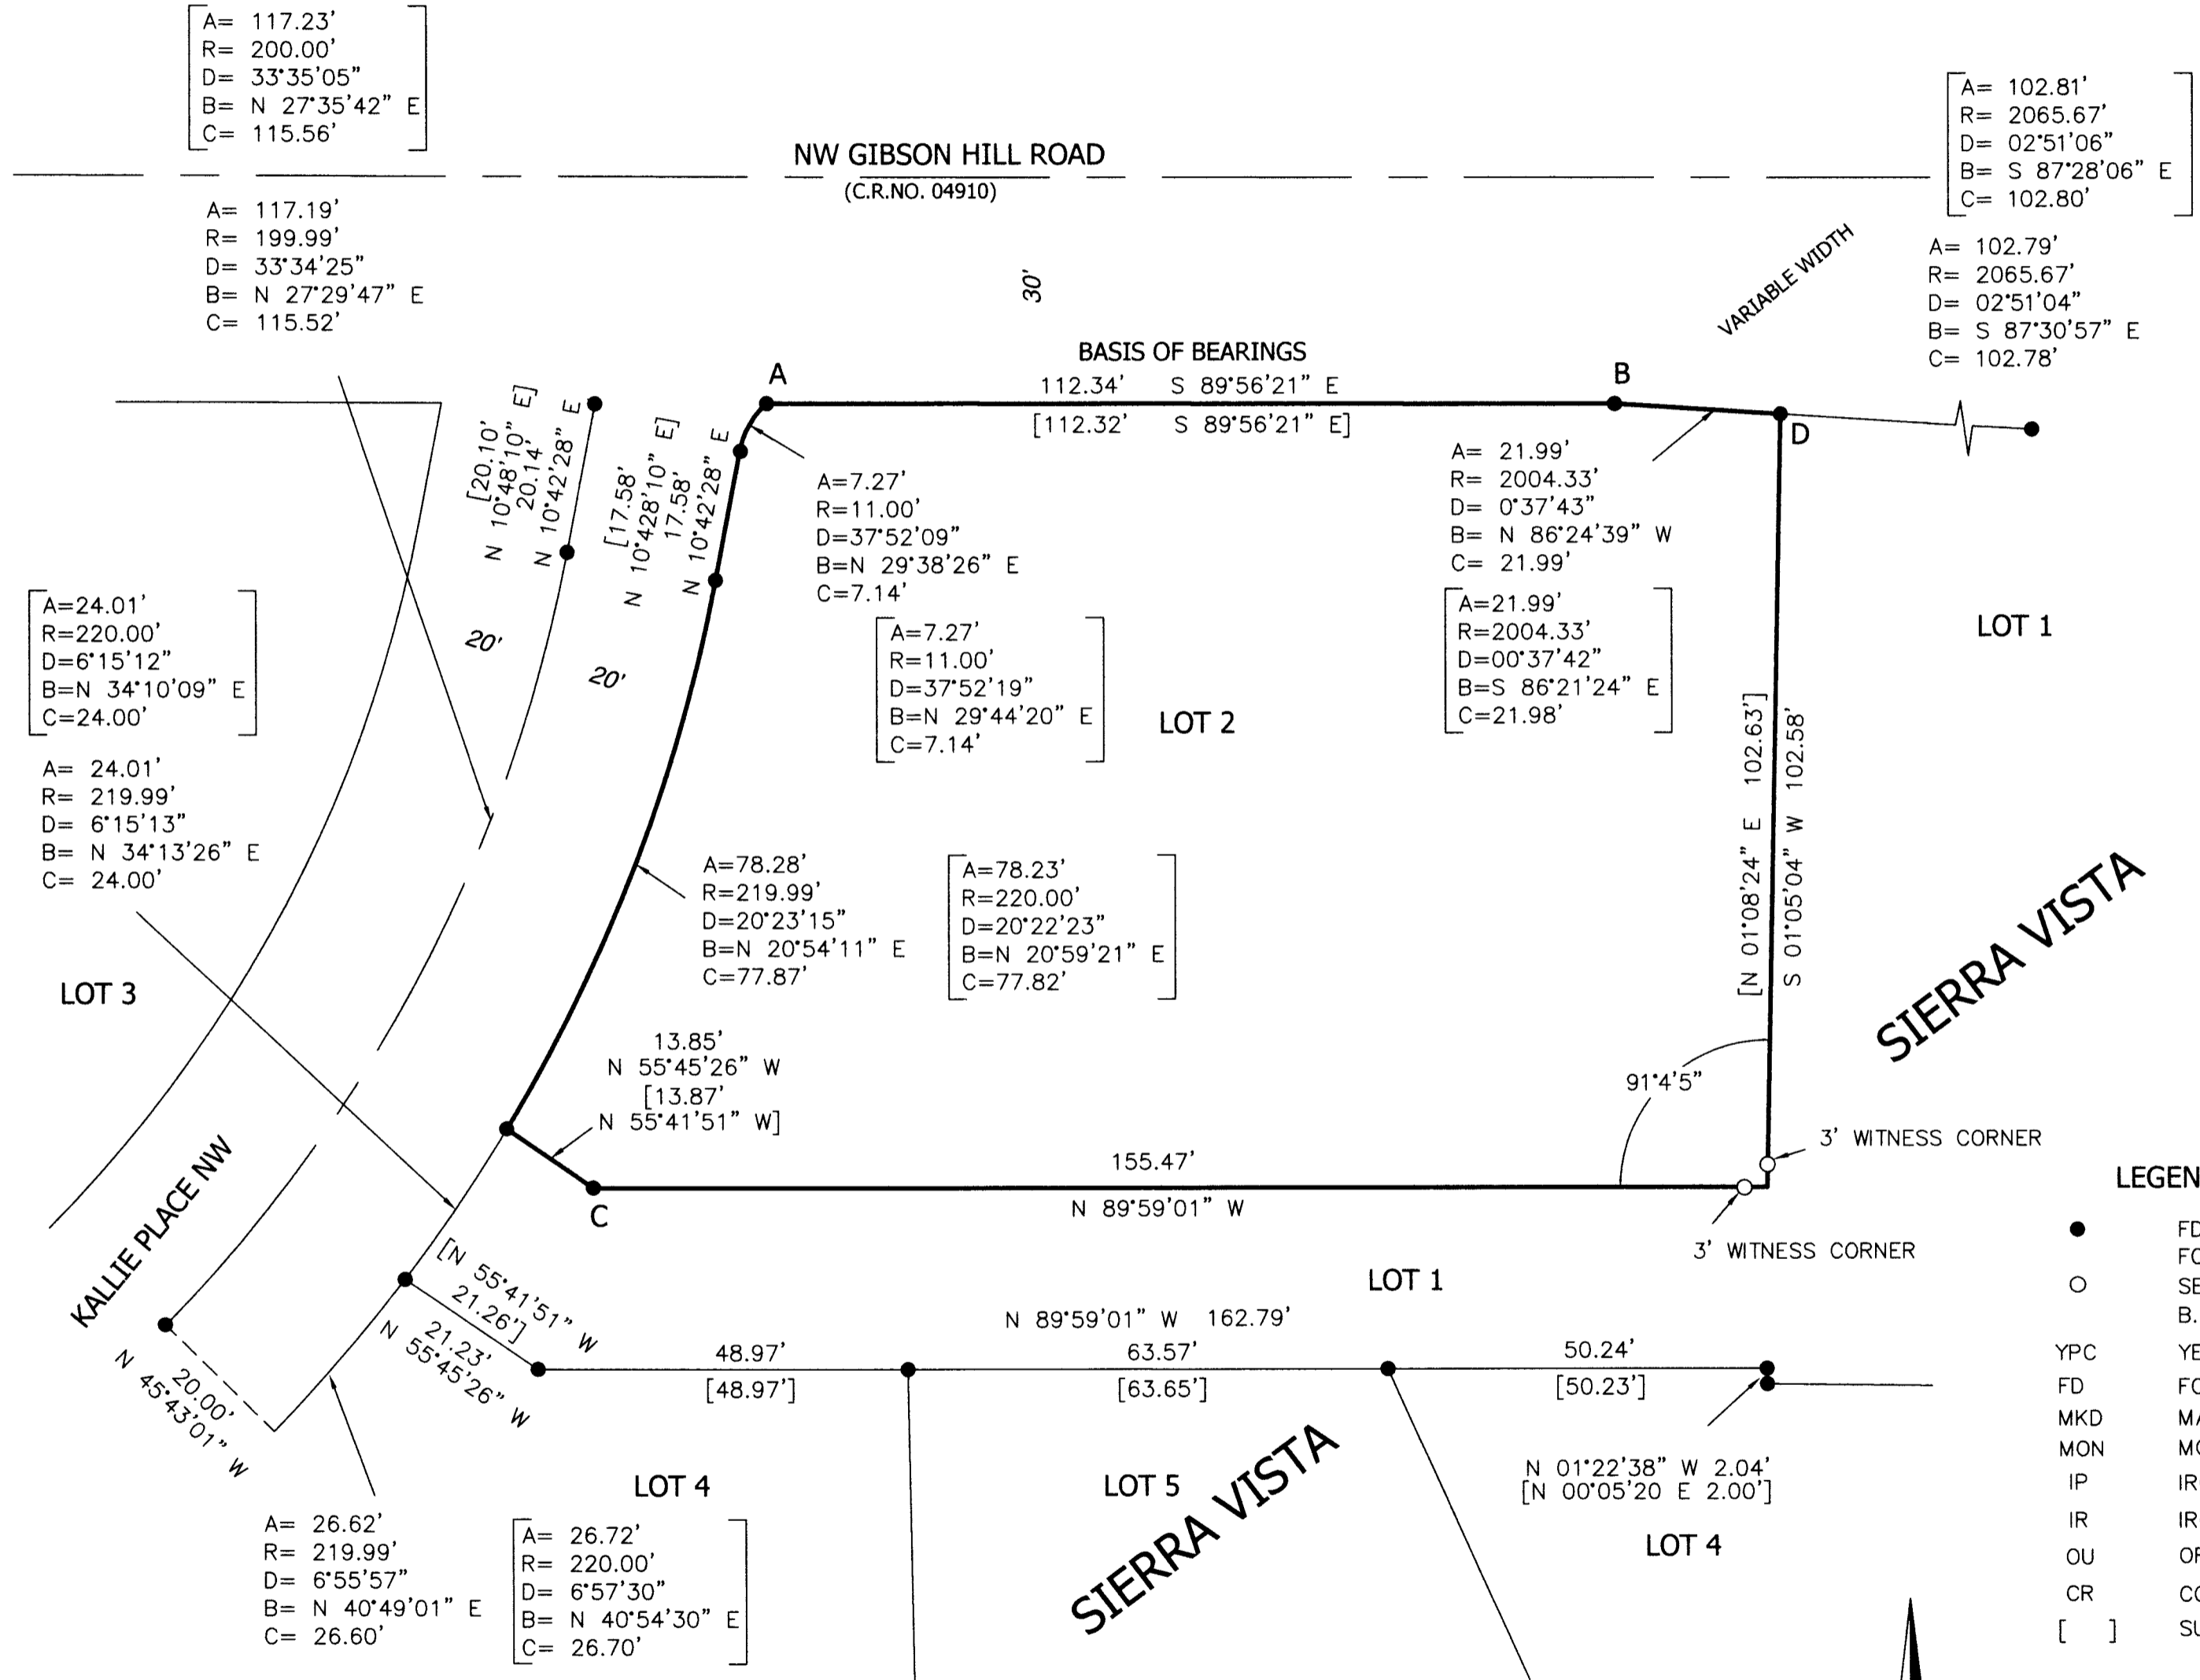 A= 117.23'
R= 200.00'
D= 33°35'05"
B= N 27°35'42" E
C= 115.56'
A= 117.19'
R= 199.99'
D= 33°34'25"
B= N 27°29'47" E
C= 115.52'
NW GIBSON HILL ROAD
(C.R.NO. 04910)
30'
VARIABLE WIDTH
A= 102.81'
R= 2065.67'
D= 02°51'06"
B= S 87°28'06" E
C= 102.80'
A= 102.79'
R= 2065.67'
D= 02°51'04"
B= S 87°30'57" E
C= 102.78'
BASIS OF BEARINGS
A
112.34' S 89°56'21" E
[112.32' S 89°56'21" E]
B
D
[20.10'
N 10°48'10" E]
20.14'
N 10°42'28" E
[17.58'
N 10°428'10" E]
17.58'
N 10°42'28" E
A=7.27'
R=11.00'
D=37°52'09"
B=N 29°38'26" E
C=7.14'
A=7.27'
R=11.00'
D=37°52'19"
B=N 29°44'20" E
C=7.14'
A= 21.99'
R= 2004.33'
D= 0°37'43"
B= N 86°24'39" W
C= 21.99'
A=21.99'
R=2004.33'
D=00°37'42"
B=S 86°21'24" E
C=21.98'
LOT 1
LOT 2
20'
20'
A=24.01'
R=220.00'
D=6°15'12"
B=N 34°10'09" E
C=24.00'
A= 24.01'
R= 219.99'
D= 6°15'13"
B= N 34°13'26" E
C= 24.00'
LOT 3
A=78.28'
R=219.99'
D=20°23'15"
B=N 20°54'11" E
C=77.87'
A=78.23'
R=220.00'
D=20°22'23"
B=N 20°59'21" E
C=77.82'
[N 01°08'24" E 102.63']
S 01°05'04" W 102.58'
SIERRA VISTA
13.85'
N 55°45'26" W
[13.87'
N 55°41'51" W]
91°4'5"
3' WITNESS CORNER
155.47'
N 89°59'01" W
C
3' WITNESS CORNER
KALLIE PLACE NW
[N 55°41'51" W
21.26']
21.23'
N 55°45'26" W
LOT 1
N 89°59'01" W 162.79'
48.97'
[48.97']
63.57'
[63.65']
50.24'
[50.23']
20.00'
N 45°43'01" W
N 01°22'38" W 2.04'
[N 00°05'20 E 2.00']
LOT 4
LOT 5
SIERRA VISTA
LOT 4
A= 26.62'
R= 219.99'
D= 6°55'57"
B= N 40°49'01" E
C= 26.60'
A= 26.72'
R= 220.00'
D= 6°57'30"
B= N 40°54'30" E
C= 26.70'
LEGEN
FD
FO
SE
B.
YPC YE
FD FO
MKD MA
MON MO
IP IR
IR IR
OU OR
CR CO
[ ] SU